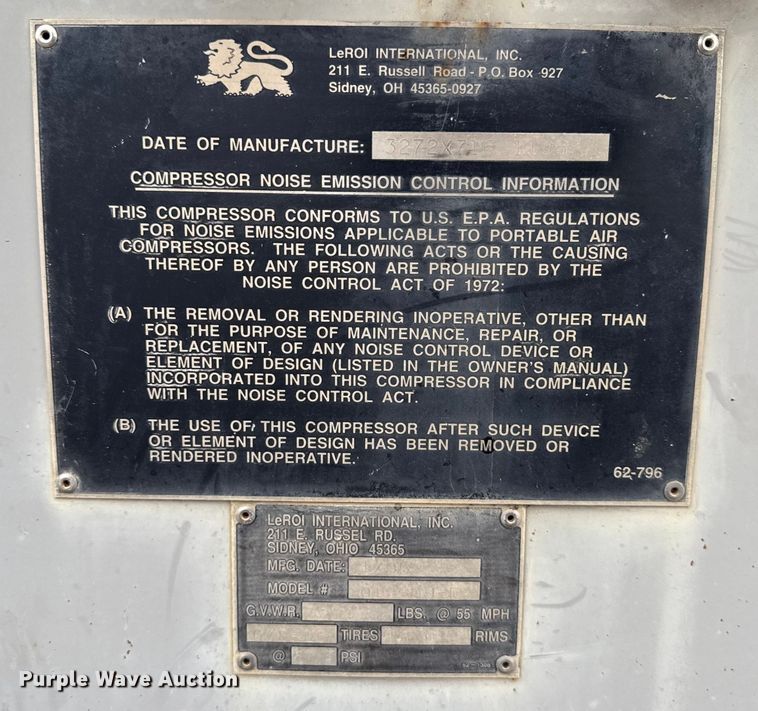 LeROI INTERNATIONAL, INC.
211 E. Russell Road - P.O. Box 927
Sidney, OH 45365-0927
DATE OF MANUFACTURE:
COMPRESSOR NOISE EMISSION CONTROL INFORMATION
THIS COMPRESSOR CONFORMS TO U.S. E.P.A. REGULATIONS
FOR NOISE EMISSIONS APPLICABLE TO PORTABLE AIR
COMPRESSORS. THE FOLLOWING ACTS OR THE CAUSING
THEREOF BY ANY PERSON ARE PROHIBITED BY THE
NOISE CONTROL ACT OF 1972:
(A) THE REMOVAL OR RENDERING INOPERATIVE, OTHER THAN
FOR THE PURPOSE OF MAINTENANCE, REPAIR, OR
REPLACEMENT, OF ANY NOISE CONTROL DEVICE OR
ELEMENT OF DESIGN (LISTED IN THE OWNER'S MANUAL)
INCORPORATED INTO THIS COMPRESSOR IN COMPLIANCE
WITH THE NOISE CONTROL ACT.
(B) THE USE OF THIS COMPRESSOR AFTER SUCH DEVICE
OR ELEMENT OF DESIGN HAS BEEN REMOVED OR
RENDERED INOPERATIVE.
62-796
LeROI INTERNATIONAL, INC.
211 E. RUSSEL RD.
SIDNEY, OHIO 45365
MFG. DATE:
MODEL #
G.V.W.R. LBS. @ 55 MPH
TIRES RIMS
@ PSI
Purple Wave Auction